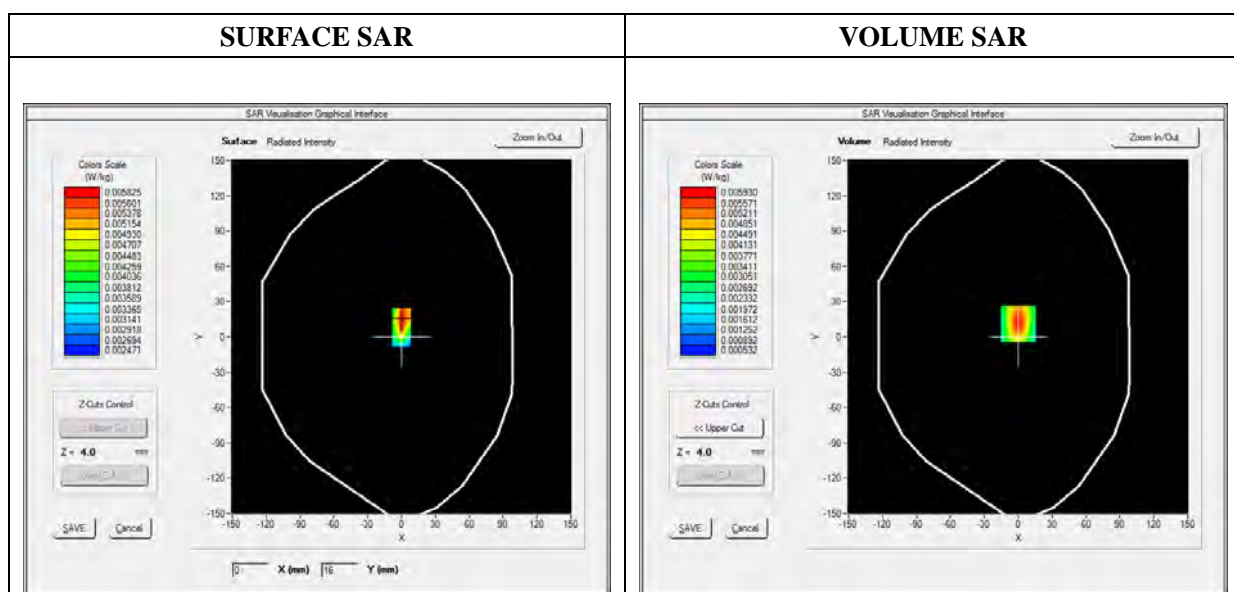 SURFACE SAR
SAR Visualisation Graphical Interface
Surface Radiated Intensity
Zoom In/Out
Colors Scale
(W/kg)
0.005825
0.005601
0.005378
0.005154
0.004930
0.004707
0.004483
0.004259
0.004036
0.003812
0.003589
0.003365
0.003141
0.002918
0.002694
0.002471
Z-Cuts Control
<< Upper Cut
Z = 4.0 mm
SAVE
Cancel
150
120
90
60
30
0
-30
-60
-90
-120
-150
Y
-150 -120 -90 -60 -30 0 30 60 90 120 150
X
0 X (mm) 16 Y (mm)
VOLUME SAR
SAR Visualisation Graphical Interface
Volume Radiated Intensity
Zoom In/Out
Colors Scale
(W/kg)
0.005930
0.005571
0.005211
0.004851
0.004491
0.004131
0.003771
0.003411
0.003051
0.002692
0.002332
0.001972
0.001612
0.001252
0.000892
0.000532
Z-Cuts Control
<< Upper Cut
Z = 4.0 mm
SAVE
Cancel
150
120
90
60
30
0
-30
-60
-90
-120
-150
Y
-150 -120 -90 -60 -30 0 30 60 90 120 150
X